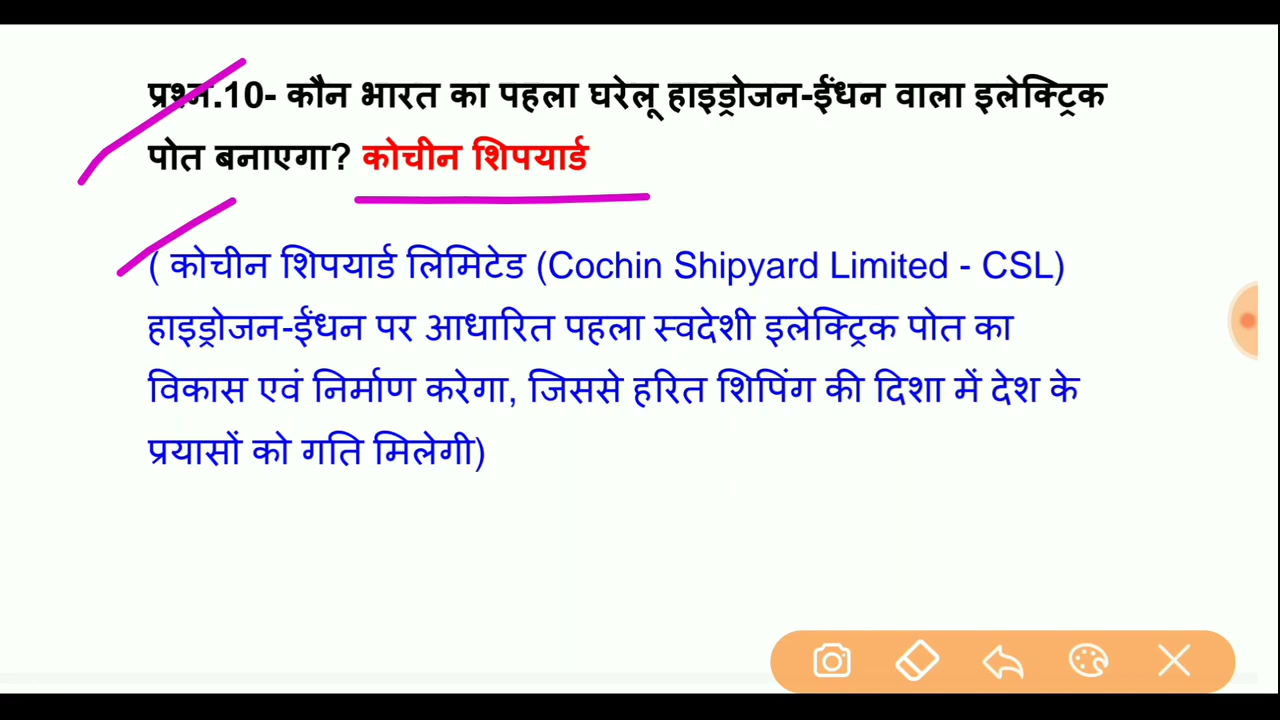 प्रश्न.10- कौन भारत का पहला घरेलू हाइड्रोजन-ईंधन वाला इलेक्ट्रिक
पोत बनाएगा? कोचीन शिपयार्ड
( कोचीन शिपयार्ड लिमिटेड (Cochin Shipyard Limited - CSL)
हाइड्रोजन-ईंधन पर आधारित पहला स्वदेशी इलेक्ट्रिक पोत का
विकास एवं निर्माण करेगा, जिससे हरित शिपिंग की दिशा में देश के
प्रयासों को गति मिलेगी)